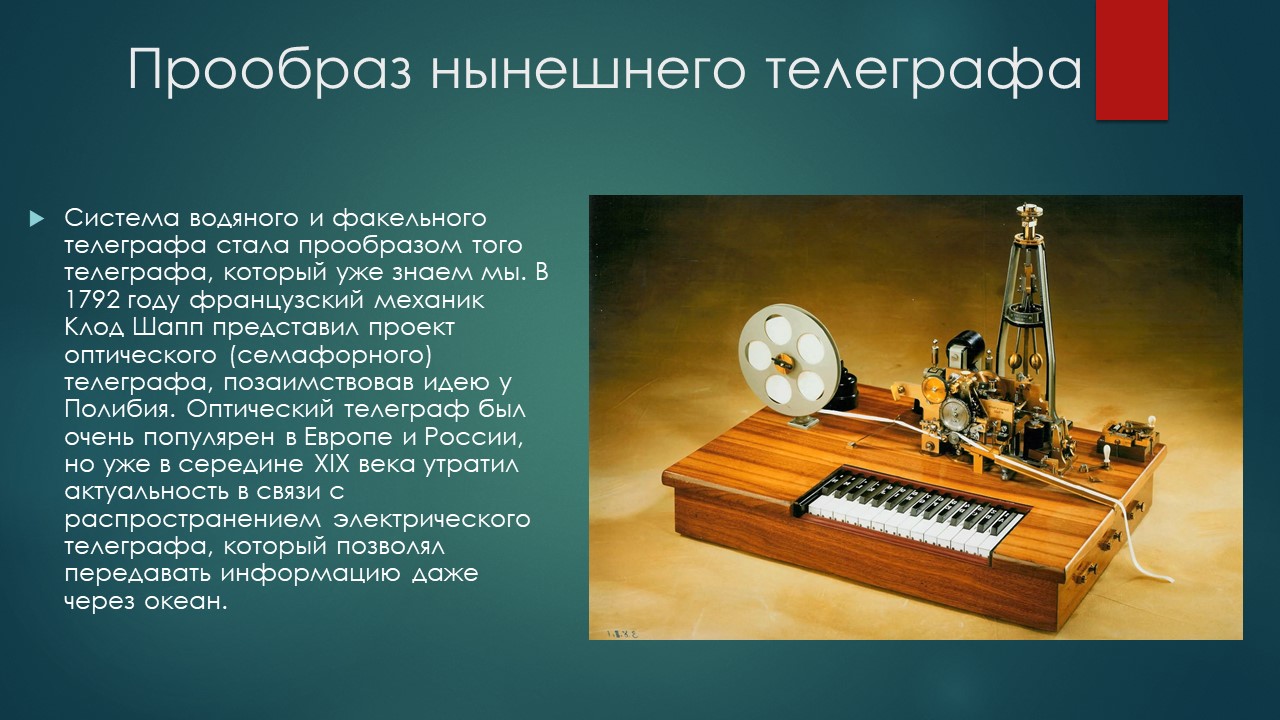 Прообраз нынешнего телеграфа
Система водяного и факельного
телеграфа стала прообразом того
телеграфа, который уже знаем мы. В
1792 году французский механик
Клод Шапп представил проект
оптического (семафорного)
телеграфа, позаимствовав идею у
Полибия. Оптический телеграф был
очень популярен в Европе и России,
но уже в середине XIX века утратил
актуальность в связи с
распространением электрического
телеграфа, который позволял
передавать информацию даже
через океан.